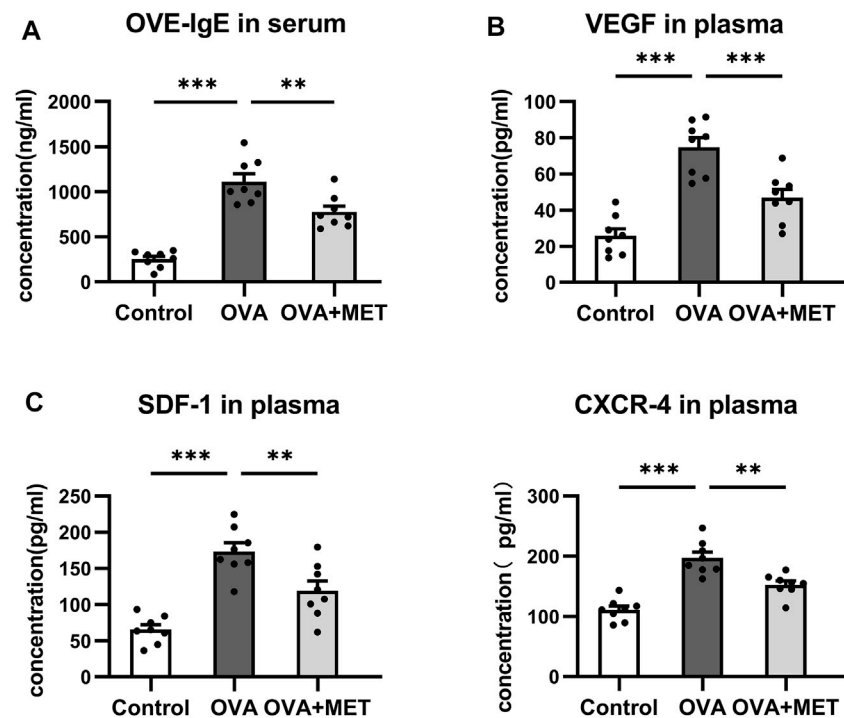 A
OVE-IgE in serum
*** **
concentration(ng/ml)
2000
1500
1000
500
0
Control OVA OVA+MET
B
VEGF in plasma
*** ***
concentration(pg/ml)
100
80
60
40
20
0
Control OVA OVA+MET
C
SDF-1 in plasma
*** **
concentration(pg/ml)
250
200
150
100
50
0
Control OVA OVA+MET
CXCR-4 in plasma
*** **
concentration（ pg/ml）
300
200
100
0
Control OVA OVA+MET